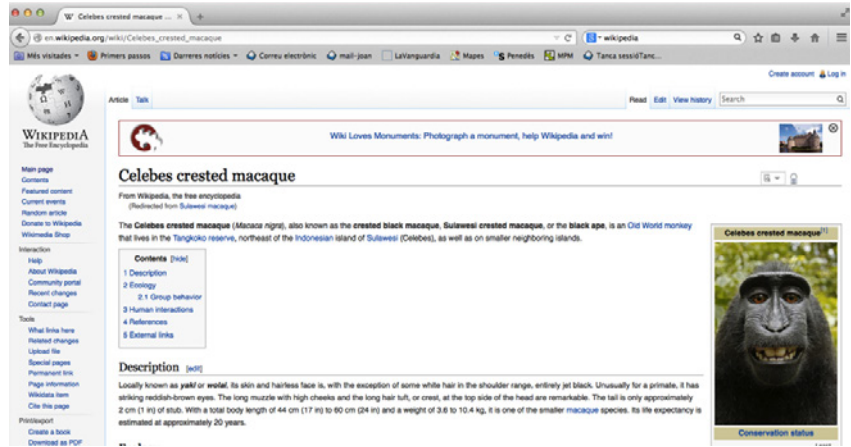 W Celebes crested macaque ... × +
en.wikipedia.org/wiki/Celebes_crested_macaque
wikipedia
Més visitades Primers passos Darreres notícies Correu electrònic mail-joan LaVanguardia Mapes Penedès MPM Tanca sessióTanc...
Create account Log in
Article Talk Read Edit View history Search
WIKIPEDIA
The Free Encyclopedia
Wiki Loves Monuments: Photograph a monument, help Wikipedia and win!
Main page
Contents
Featured content
Current events
Random article
Donate to Wikipedia
Wikimedia Shop
Interaction
Help
About Wikipedia
Community portal
Recent changes
Contact page
Tools
What links here
Related changes
Upload file
Special pages
Permanent link
Page information
Wikidata item
Cite this page
Print/export
Create a book
Download as PDF
Celebes crested macaque
From Wikipedia, the free encyclopedia
(Redirected from Sulawesi macaque)
The Celebes crested macaque (Macaca nigra), also known as the crested black macaque, Sulawesi crested macaque, or the black ape, is an Old World monkey
that lives in the Tangkoko reserve, northeast of the Indonesian island of Sulawesi (Celebes), as well as on smaller neighboring islands.
Contents [hide]
1 Description
2 Ecology
2.1 Group behavior
3 Human interactions
4 References
5 External links
Description [edit]
Locally known as yaki or wolai, its skin and hairless face is, with the exception of some white hair in the shoulder range, entirely jet black. Unusually for a primate, it has
striking reddish-brown eyes. The long muzzle with high cheeks and the long hair tuft, or crest, at the top side of the head are remarkable. The tail is only approximately
2 cm (1 in) of stub. With a total body length of 44 cm (17 in) to 60 cm (24 in) and a weight of 3.6 to 10.4 kg, it is one of the smaller macaque species. Its life expectancy is
estimated at approximately 20 years.
Celebes crested macaque[1]
Conservation status